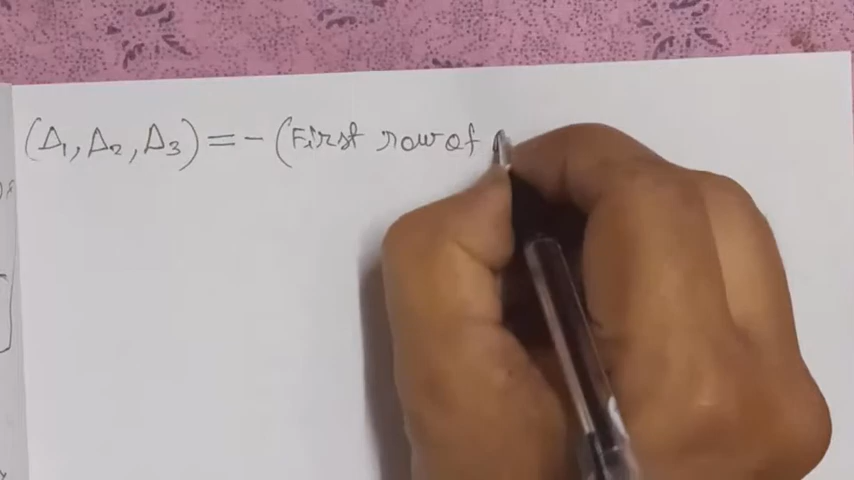 (Δ₁, Δ₂, Δ₃) = - (First row of